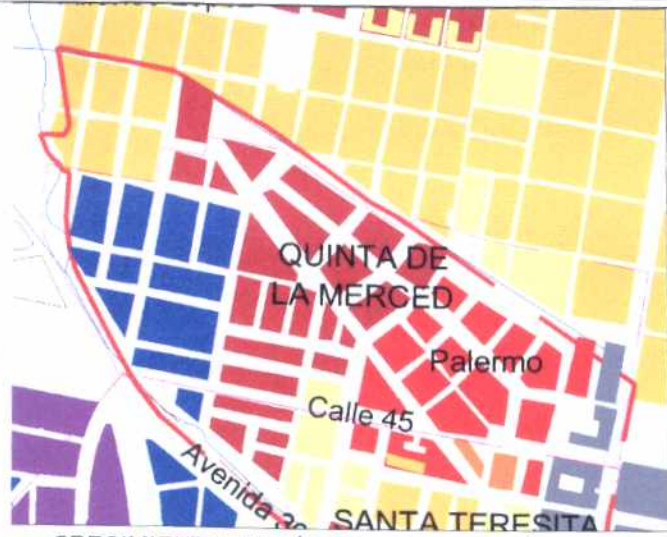 QUINTA DE
LA MERCED
Palermo
Calle 45
Avenida
SANTA TERESITA